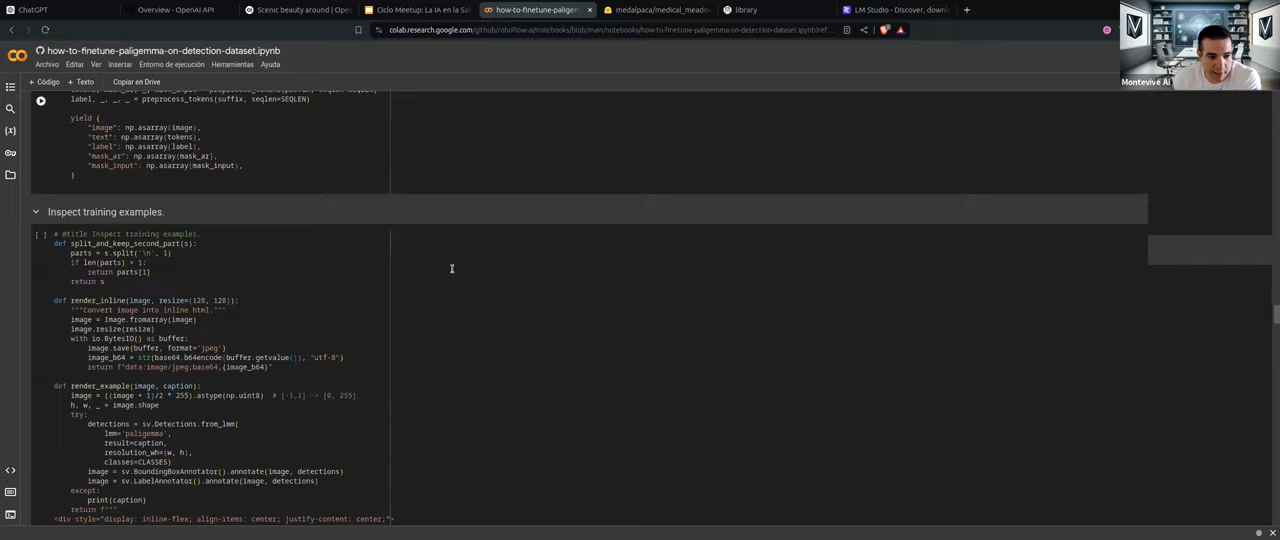 ChatGPT
Overview - OpenAI API
Scenic beauty around | Open
Ciclo Meetup: La IA en la Sa
how-to-finetune-paligemma
medalpaca/medical_meadow
library
LM Studio - Discover, downlo
colab.research.google.com/github/roboflow-ai/notebooks/blob/main/notebooks/how-to-finetune-paligemma-on-detection-dataset.ipynb?ref...
how-to-finetune-paligemma-on-detection-dataset.ipynb
Archivo Editar Ver Insertar Entorno de ejecución Herramientas Ayuda
+ Código + Texto Copiar en Drive
label, _, _, _ = preprocess_tokens(suffix, seqlen=SEQLEN)
yield {
"image": np.asarray(image),
"text": np.asarray(tokens),
"label": np.asarray(label),
"mask_ar": np.asarray(mask_ar),
"mask_input": np.asarray(mask_input),
}
Inspect training examples.
[ ] # @title Inspect training examples.
def split_and_keep_second_part(s):
parts = s.split('\n', 1)
if len(parts) > 1:
return parts[1]
return s
def render_inline(image, resize=(128, 128)):
"""Convert image into inline html."""
image = Image.fromarray(image)
image.resize(resize)
with io.BytesIO() as buffer:
image.save(buffer, format='jpeg')
image_b64 = str(base64.b64encode(buffer.getvalue()), "utf-8")
return f"data:image/jpeg;base64,{image_b64}"
def render_example(image, caption):
image = ((image + 1)/2 * 255).astype(np.uint8) # [-1,1] -> [0, 255]
h, w, _ = image.shape
try:
detections = sv.Detections.from_lmm(
lmm='paligemma',
result=caption,
resolution_wh=(w, h),
classes=CLASSES)
image = sv.BoundingBoxAnnotator().annotate(image, detections)
image = sv.LabelAnnotator().annotate(image, detections)
except:
print(caption)
return f"""
<div style="display: inline-flex; align-items: center; justify-content: center;">
Montevive AI